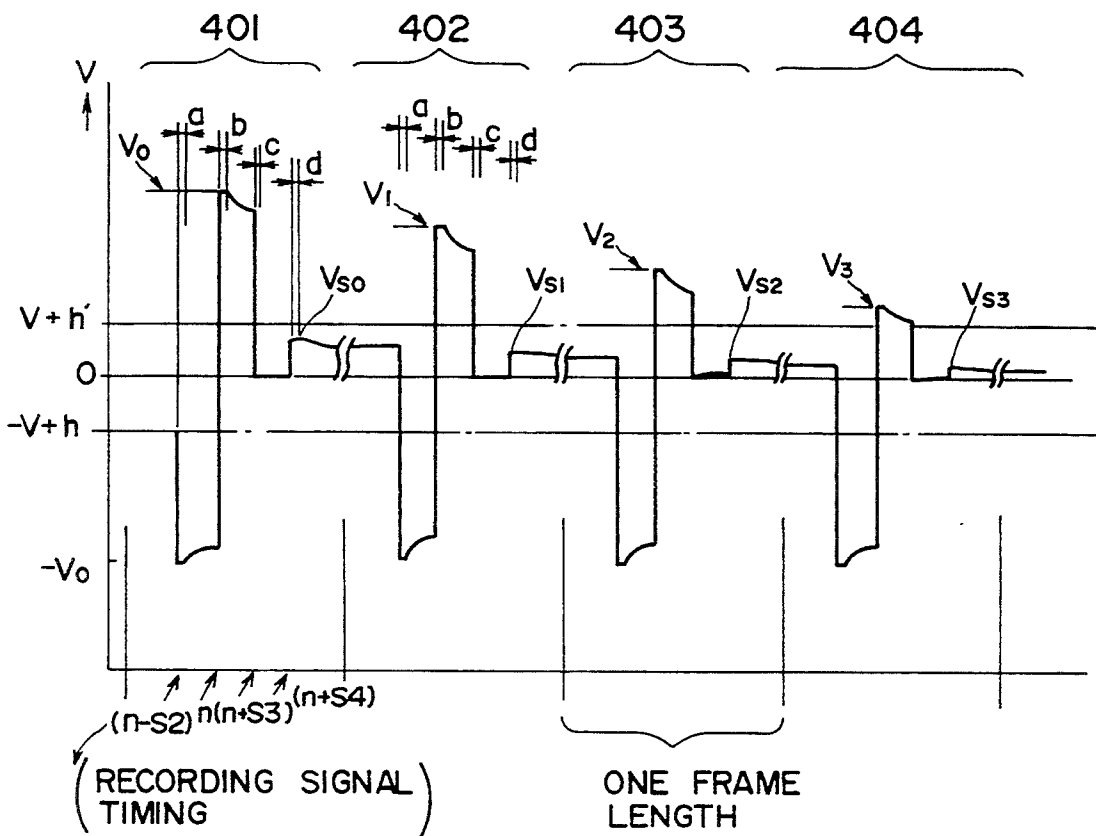 401 402 403 404
V
a b c d a b c d
V0
V1
V2
V3
VS0 VS1 VS2 VS3
V+h'
0
-V+h
-V0
(n-S2) n (n+S3) (n+S4)
(RECORDING SIGNAL
TIMING)
ONE FRAME
LENGTH